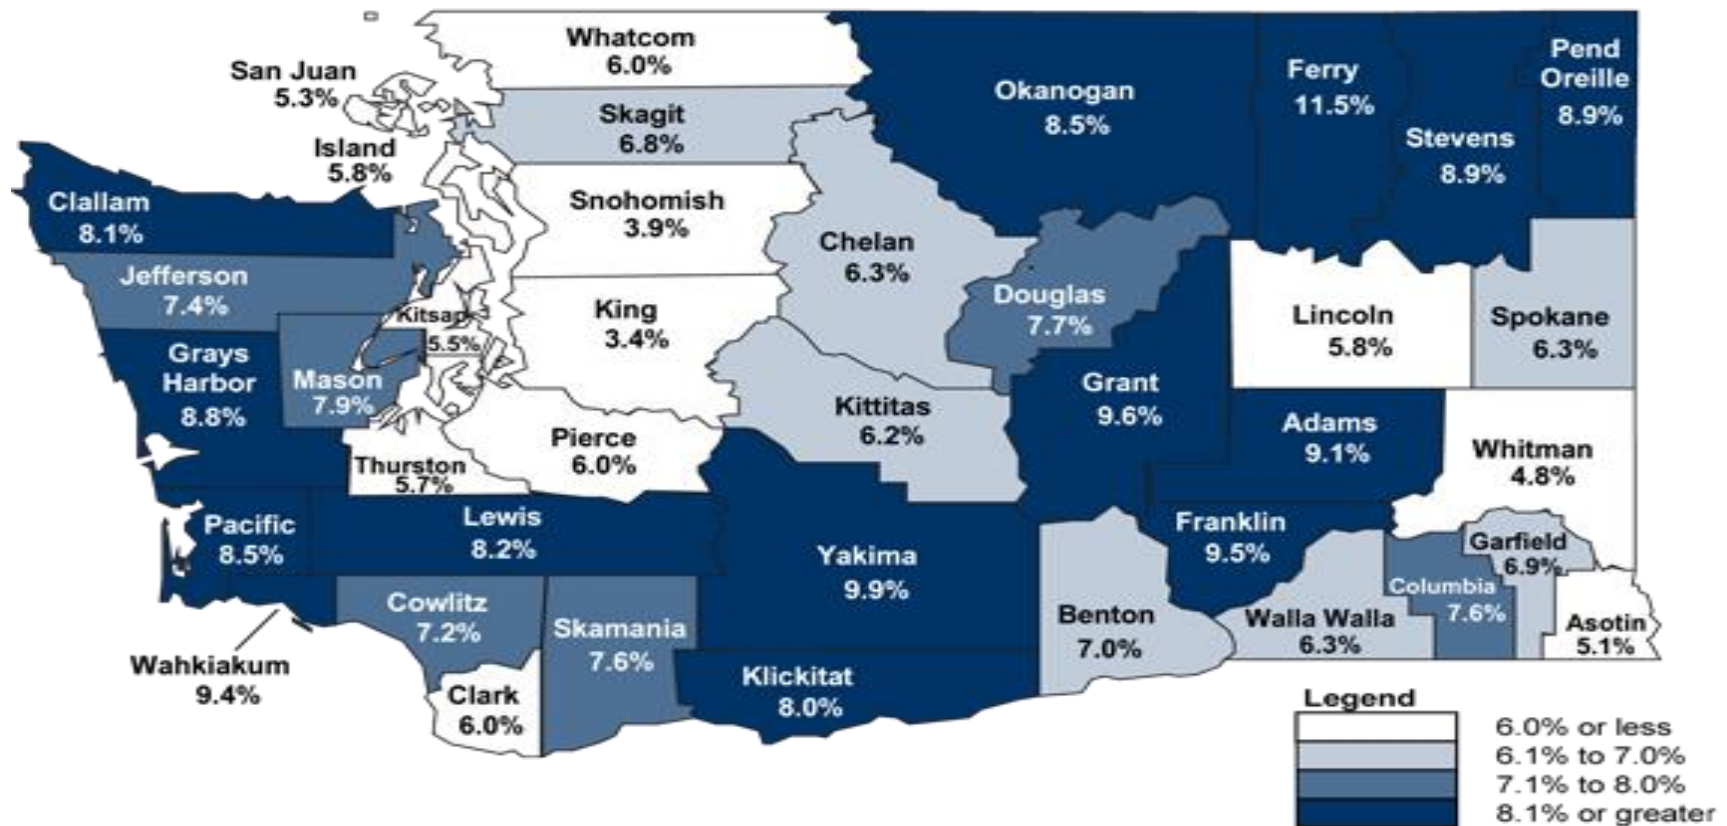 Whatcom
6.0%
San Juan
5.3%
Skagit
6.8%
Island
5.8%
Okanogan
8.5%
Ferry
11.5%
Stevens
8.9%
Pend
Oreille
8.9%
Clallam
8.1%
Snohomish
3.9%
Chelan
6.3%
Jefferson
7.4%
Kitsap
5.5%
King
3.4%
Douglas
7.7%
Lincoln
5.8%
Spokane
6.3%
Grays
Harbor
8.8%
Mason
7.9%
Kittitas
6.2%
Grant
9.6%
Adams
9.1%
Pierce
6.0%
Thurston
5.7%
Whitman
4.8%
Pacific
8.5%
Lewis
8.2%
Yakima
9.9%
Franklin
9.5%
Garfield
6.9%
Columbia
7.6%
Cowlitz
7.2%
Skamania
7.6%
Benton
7.0%
Walla Walla
6.3%
Asotin
5.1%
Wahkiakum
9.4%
Clark
6.0%
Klickitat
8.0%
Legend
6.0% or less
6.1% to 7.0%
7.1% to 8.0%
8.1% or greater